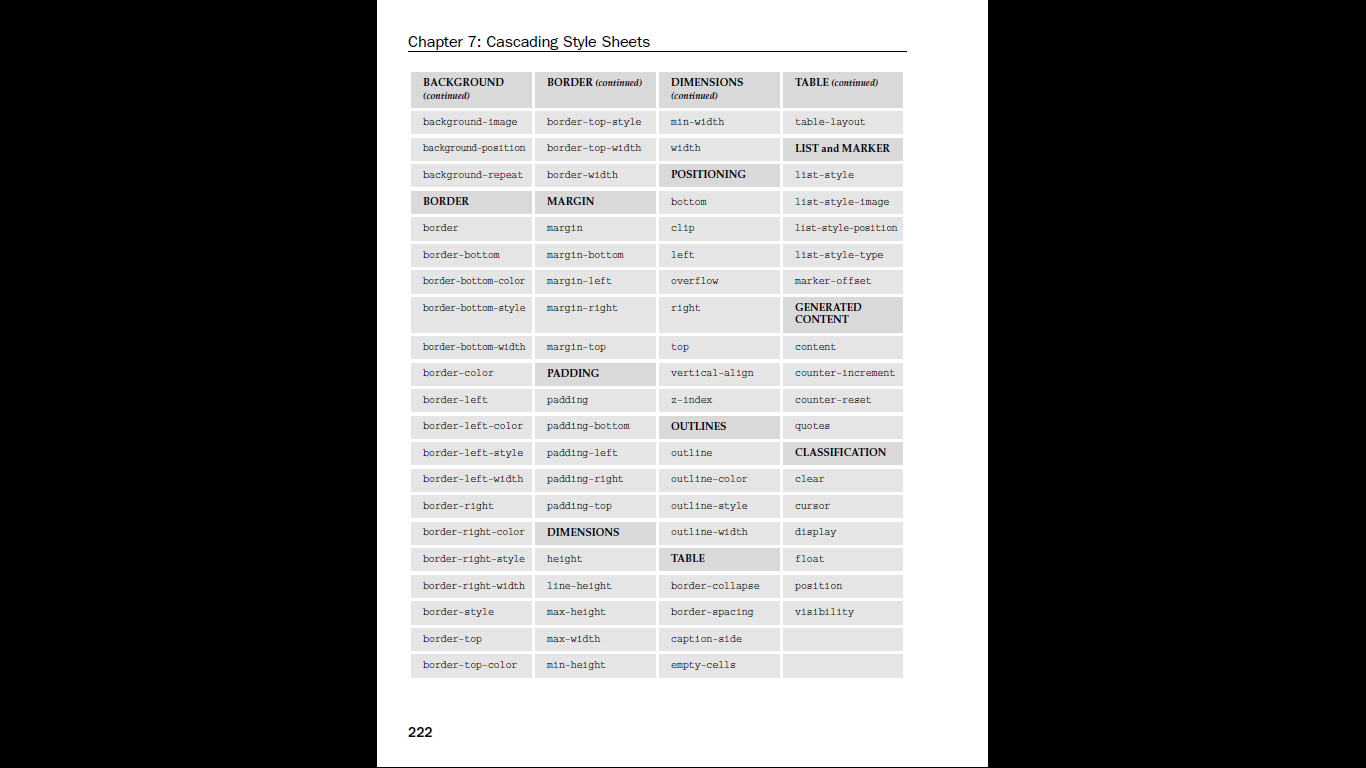 Chapter 7: Cascading Style Sheets
BACKGROUND
(continued)
background-image
background-position
background-repeat
BORDER
border
border-bottom
border-bottom-color
border-bottom-style
border-bottom-width
border-color
border-left
border-left-color
border-left-style
border-left-width
border-right
border-right-color
border-right-style
border-right-width
border-style
border-top
border-top-color
BORDER (continued)
border-top-style
border-top-width
border-width
MARGIN
margin
margin-bottom
margin-left
margin-right
margin-top
PADDING
padding
padding-bottom
padding-left
padding-right
padding-top
DIMENSIONS
height
line-height
max-height
max-width
min-height
DIMENSIONS
(continued)
min-width
width
POSITIONING
bottom
clip
left
overflow
right
top
vertical-align
z-index
OUTLINES
outline
outline-color
outline-style
outline-width
TABLE
border-collapse
border-spacing
caption-side
empty-cells
TABLE (continued)
table-layout
LIST and MARKER
list-style
list-style-image
list-style-position
list-style-type
marker-offset
GENERATED
CONTENT
content
counter-increment
counter-reset
quotes
CLASSIFICATION
clear
cursor
display
float
position
visibility
222